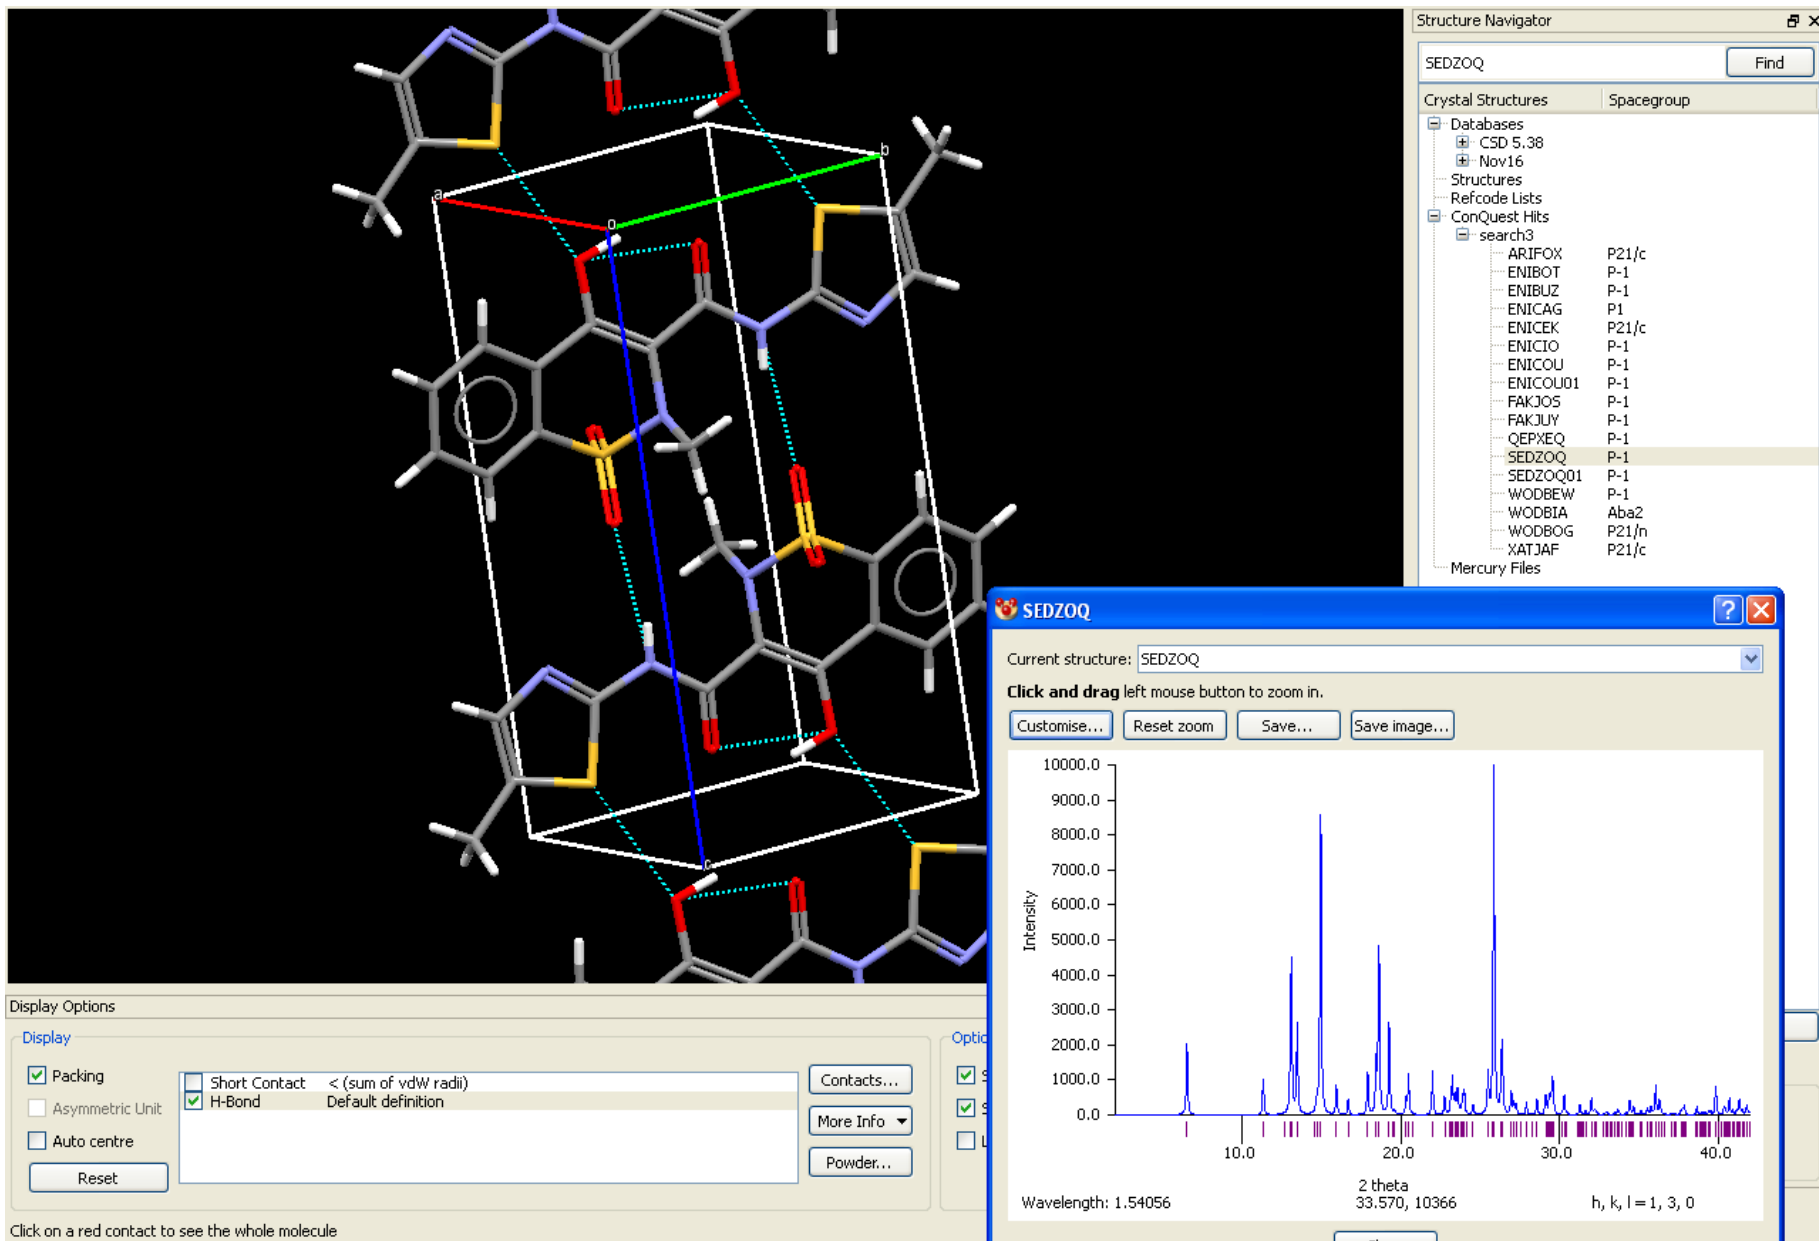 Structure Navigator
SEDZOQ Find
Crystal Structures Spacegroup
Databases
CSD 5.38
Nov16
Structures
Refcode Lists
ConQuest Hits
search3
ARIFOX P21/c
ENIBOT P-1
ENIBUZ P-1
ENICAG P1
ENICEK P21/c
ENICIO P-1
ENICOU P-1
ENICOU01 P-1
FAKJOS P-1
FAKJUY P-1
QEPXEQ P-1
SEDZOQ P-1
SEDZOQ01 P-1
WODBEW P-1
WODBIA Aba2
WODBOG P21/n
XATJAF P21/c
Mercury Files
a
o
b
c
SEDZOQ
Current structure: SEDZOQ
Click and drag left mouse button to zoom in.
Customise... Reset zoom Save... Save image...
10000.0
9000.0
8000.0
7000.0
6000.0
5000.0
4000.0
3000.0
2000.0
1000.0
0.0
Intensity
10.0 20.0 30.0 40.0
2 theta
Wavelength: 1.54056 33.570, 10366 h, k, l = 1, 3, 0
Display Options
Display
Packing
Asymmetric Unit
Auto centre
Reset
Short Contact < (sum of vdW radii)
H-Bond Default definition
Contacts...
More Info
Powder...
Optio
S
S
L
Click on a red contact to see the whole molecule